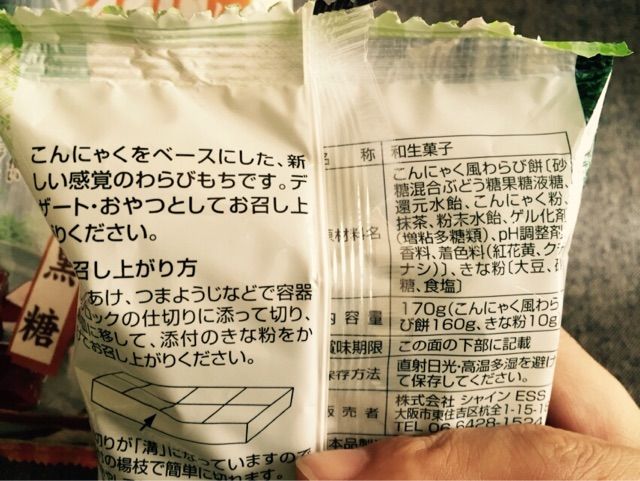 こんにゃくをベースにした、新
しい感覚のわらびもちです。デ
ザート・おやつとしてお召し上
りください。
召し上がり方
あけ、つまようじなどで容器
ロックの仕切りに添って切り、
に移して、添付のきな粉をか
てお召し上がりください。
切りが「溝」になっていますので
の楊枝で簡単に切れます。
黒糖
名称 和生菓子
原材料名
こんにゃく風わらび餅〔砂
糖混合ぶどう糖果糖液糖、
還元水飴、こんにゃく粉、
抹茶、粉末水飴、ゲル化剤
(増粘多糖類)、pH調整剤
香料、着色料(紅花黄、クチ
ナシ)〕、きな粉〔大豆、砂
糖、食塩〕
内容量 170g(こんにゃく風わら
び餅160g、きな粉10g
賞味期限 この面の下部に記載
保存方法 直射日光・高温多湿を避け
て保存してください。
販売者 株式会社 シャイン ESS
大阪市東住吉区杭全1-15-15
TEL 06-6428-1524
本品製